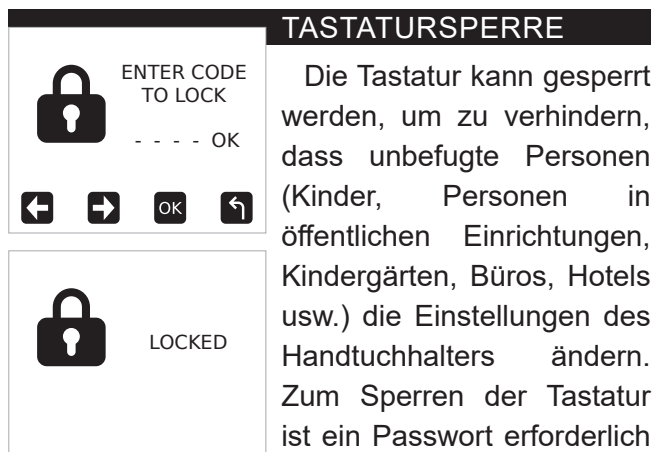 ENTER CODE
TO LOCK
- - - - OK
OK
LOCKED
TASTATURSPERRE
Die Tastatur kann gesperrt
werden, um zu verhindern,
dass unbefugte Personen
(Kinder, Personen in
öffentlichen Einrichtungen,
Kindergärten, Büros, Hotels
usw.) die Einstellungen des
Handtuchhalters ändern.
Zum Sperren der Tastatur
ist ein Passwort erforderlich